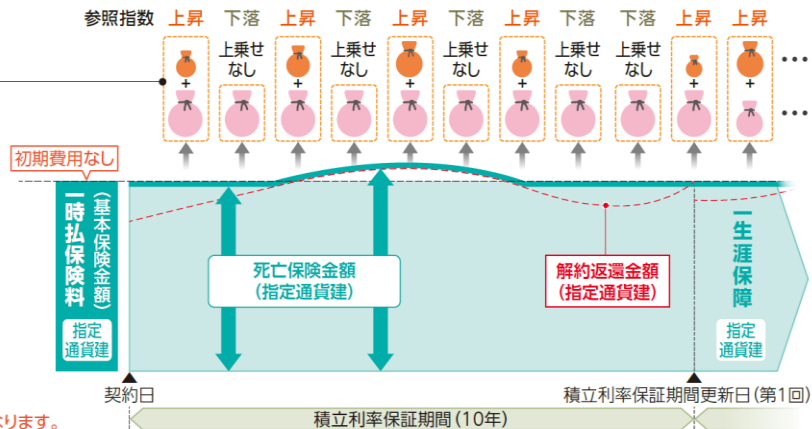 参照指数 上昇 下落 上昇 下落 上昇 下落 上昇 下落 下落 上昇 上昇
上乗せ
なし
上乗せ
なし
上乗せ
なし
上乗せ
なし
上乗せ
なし
+ + + + + +
初期費用なし
一時払保険料
(基本保険金額)
指定
通貨建
死亡保険金額
(指定通貨建)
解約返還金額
(指定通貨建)
一生涯保障
指定
通貨建
契約日
積立利率保証期間更新日(第1回)
なります。
積立利率保証期間(10年)